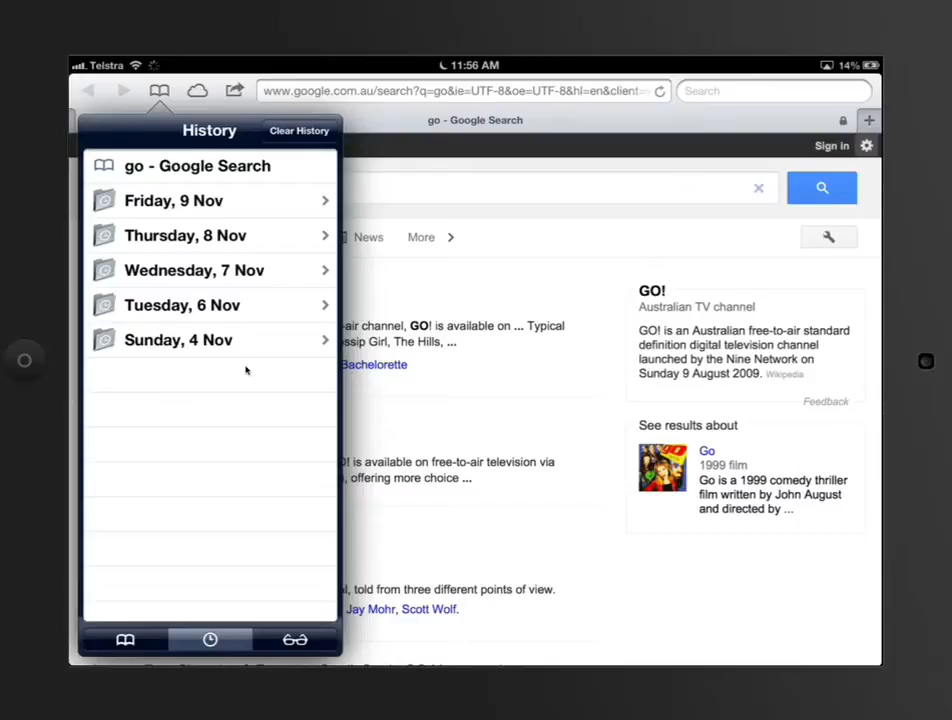 Telstra
11:56 AM
14%
www.google.com.au/search?q=go&ie=UTF-8&oe=UTF-8&hl=en&client=
Search
go - Google Search
History
Clear History
Sign in
go - Google Search
Friday, 9 Nov
Thursday, 8 Nov
Wednesday, 7 Nov
Tuesday, 6 Nov
Sunday, 4 Nov
News
More
-air channel, GO! is available on ... Typical
ssip Girl, The Hills, ...
Bachelorette
! is available on free-to-air television via
, offering more choice ...
l, told from three different points of view.
Jay Mohr, Scott Wolf.
GO!
Australian TV channel
GO! is an Australian free-to-air standard
definition digital television channel
launched by the Nine Network on
Sunday 9 August 2009. Wikipedia
Feedback
See results about
Go
1999 film
Go is a 1999 comedy thriller
film written by John August
and directed by ...